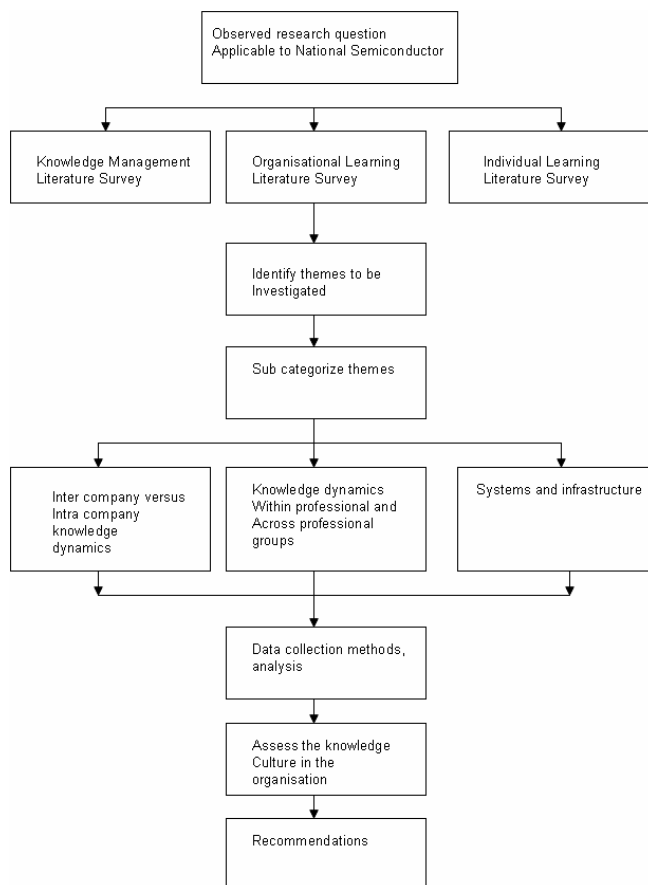 Observed research question
Applicable to National Semiconductor
Knowledge Management
Literature Survey
Organisational Learning
Literature Survey
Individual Learning
Literature Survey
Identify themes to be
Investigated
Sub categorize themes
Inter company versus
Intra company
knowledge
dynamics
Knowledge dynamics
Within professional and
Across professional
groups
Systems and infrastructure
Data collection methods,
analysis
Assess the knowledge
Culture in the
organisation
Recommendations